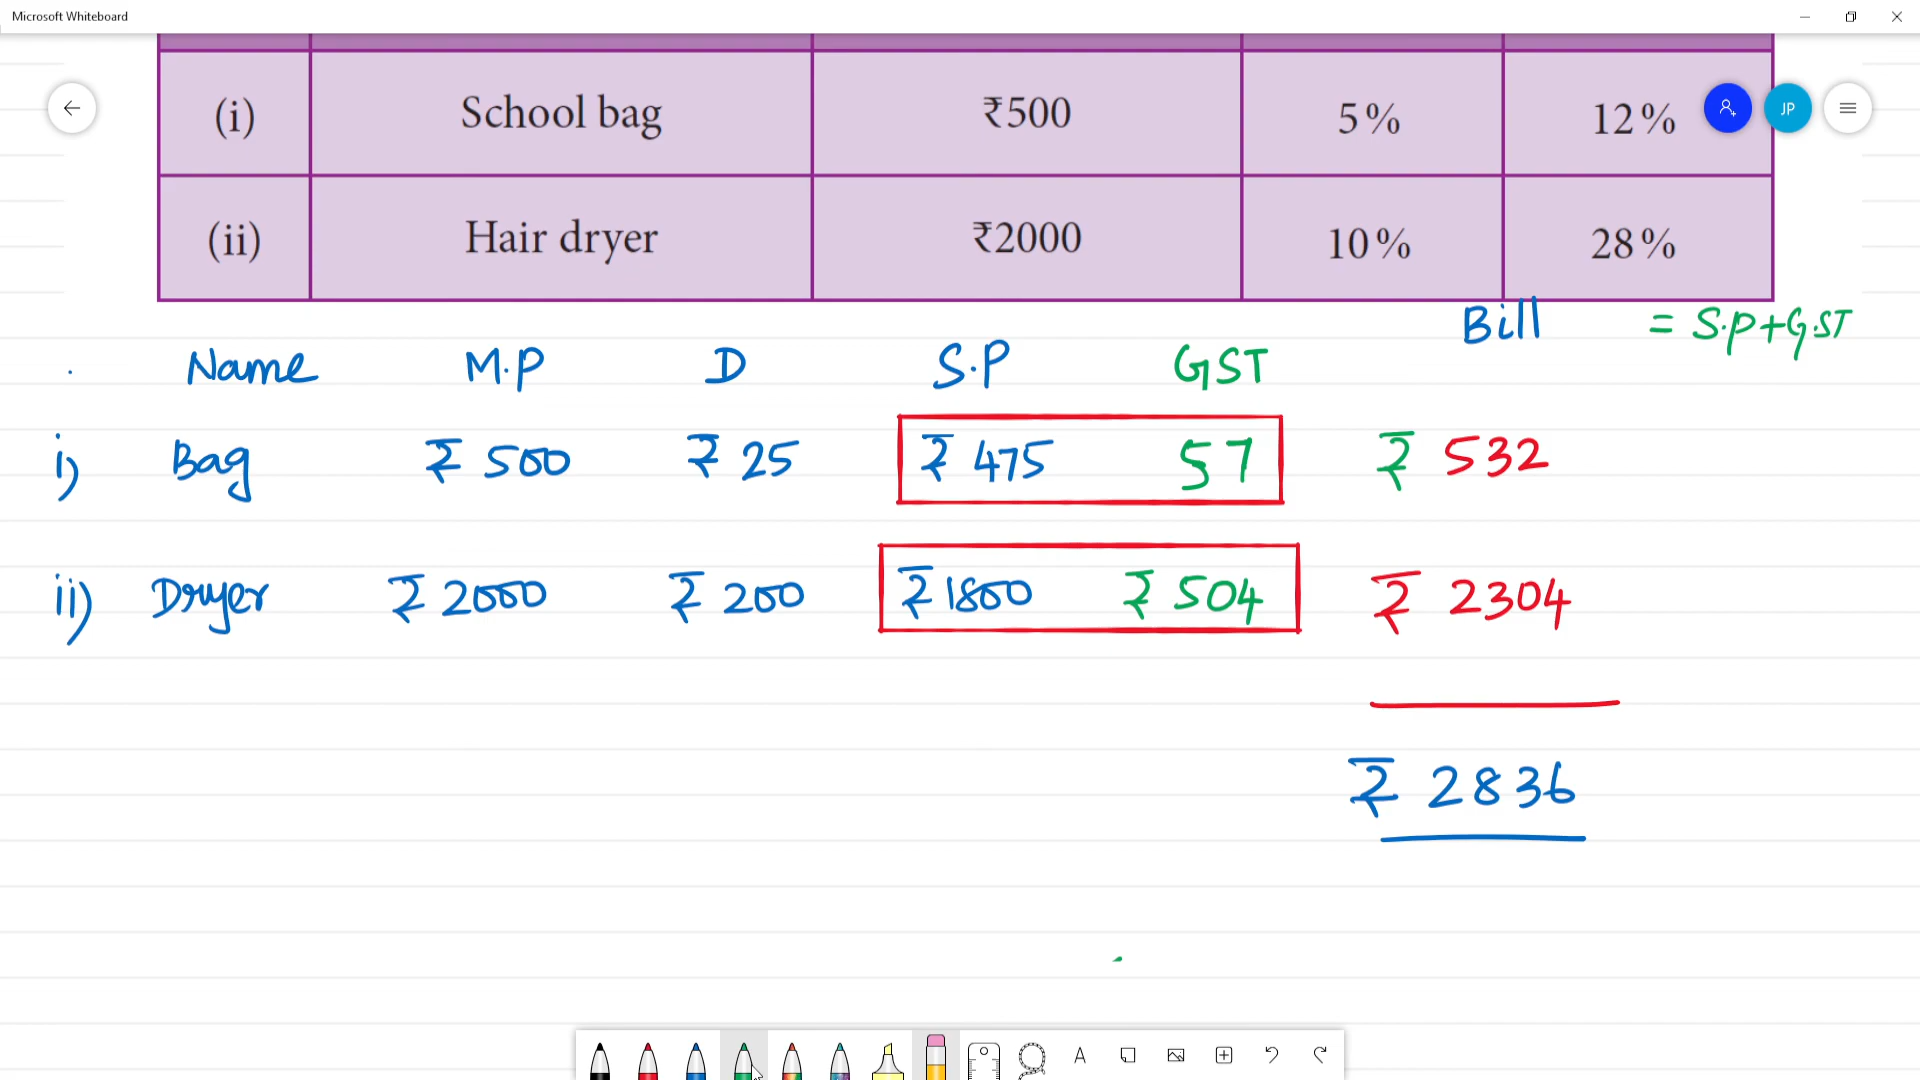 Microsoft Whiteboard
(i) School bag ₹500 5% 12%
JP
(ii) Hair dryer ₹2000 10% 28%
Bill = S.P+G.ST
Name M.P D S.P GST
i) Bag ₹ 500 ₹ 25 ₹ 475 57 ₹ 532
ii) Dryer ₹ 2000 ₹ 200 ₹ 1800 ₹ 504 ₹ 2304
₹ 2836
A